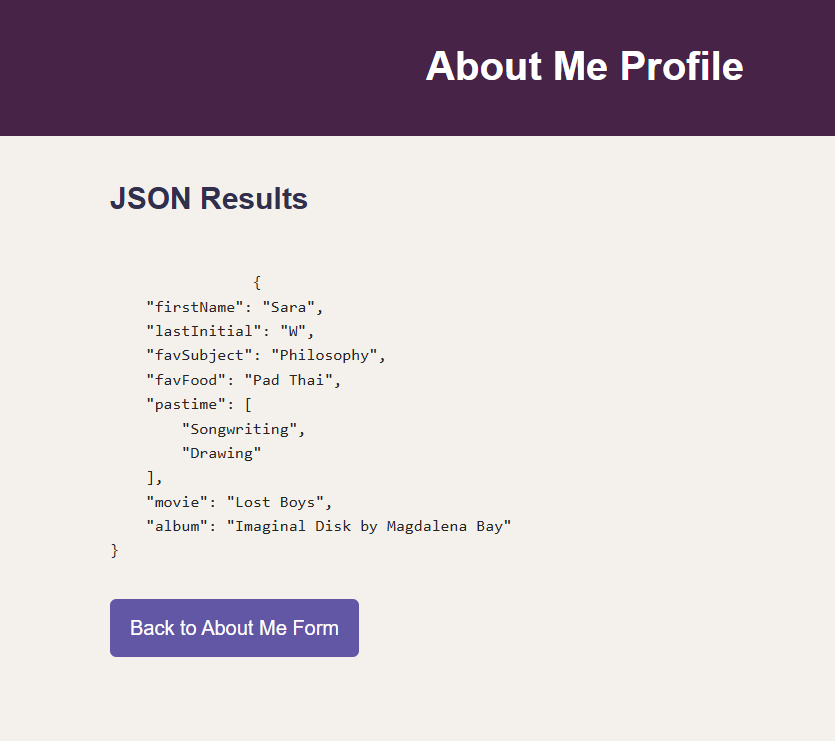 About Me Profile
JSON Results
{
"firstName": "Sara",
"lastInitial": "W",
"favSubject": "Philosophy",
"favFood": "Pad Thai",
"pastime": [
"Songwriting",
"Drawing"
],
"movie": "Lost Boys",
"album": "Imaginal Disk by Magdalena Bay"
}
Back to About Me Form